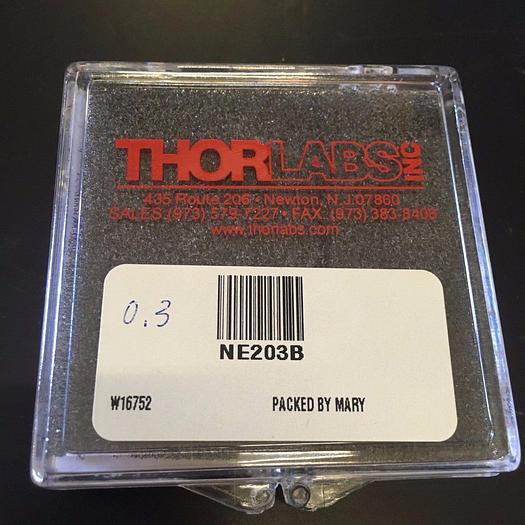 THORLABS INC
435 Route 206 • Newton, N.J.07860
SALES:(973) 579-7227 • FAX: (973) 383-8406
www.thorlabs.com
0.3
NE203B
W16752 PACKED BY MARY